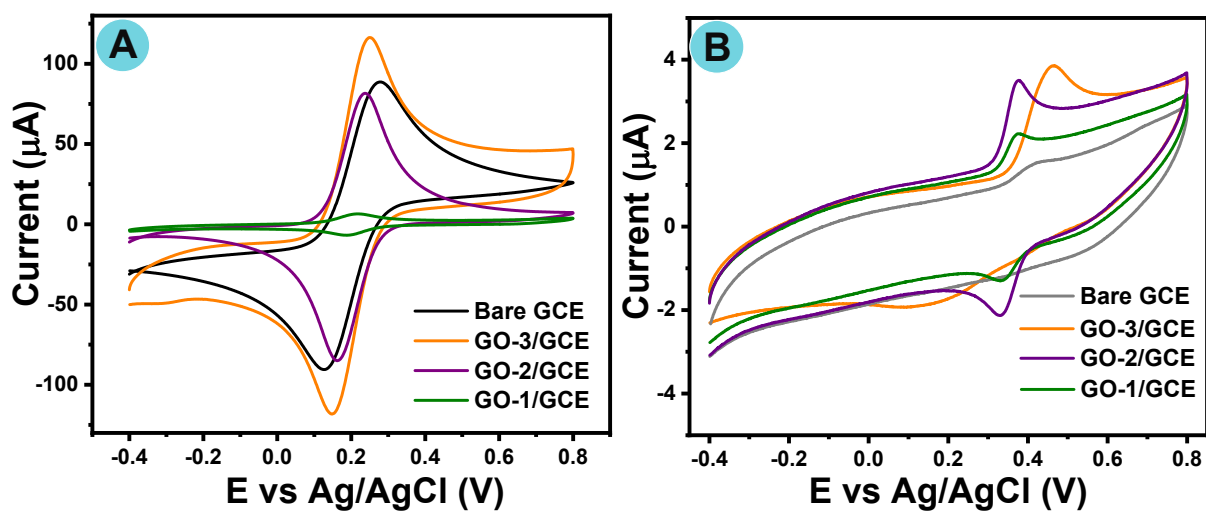 A
Current (µA)
100
50
0
-50
-100
Bare GCE
GO-3/GCE
GO-2/GCE
GO-1/GCE
-0.4 -0.2 0.0 0.2 0.4 0.6 0.8
E vs Ag/AgCl (V)
B
Current (µA)
4
2
0
-2
-4
Bare GCE
GO-3/GCE
GO-2/GCE
GO-1/GCE
-0.4 -0.2 0.0 0.2 0.4 0.6 0.8
E vs Ag/AgCl (V)